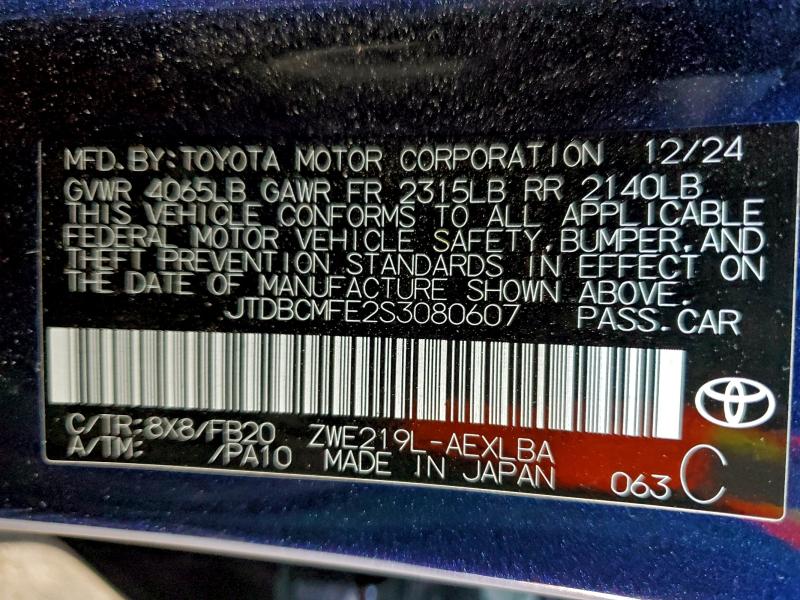 MFD. BY: TOYOTA MOTOR CORPORATION 12/24
GVWR 4065LB GAWR FR 2315LB RR 2140LB
THIS VEHICLE CONFORMS TO ALL APPLICABLE
FEDERAL MOTOR VEHICLE SAFETY, BUMPER, AND
THEFT PREVENTION STANDARDS IN EFFECT ON
THE DATE OF MANUFACTURE SHOWN ABOVE.
JTDBCMFE2S3080607 PASS. CAR
C/TR: 8X8/FB20 ZWE219L-AEXLBA
A/TM: /PA10 MADE IN JAPAN 063 C